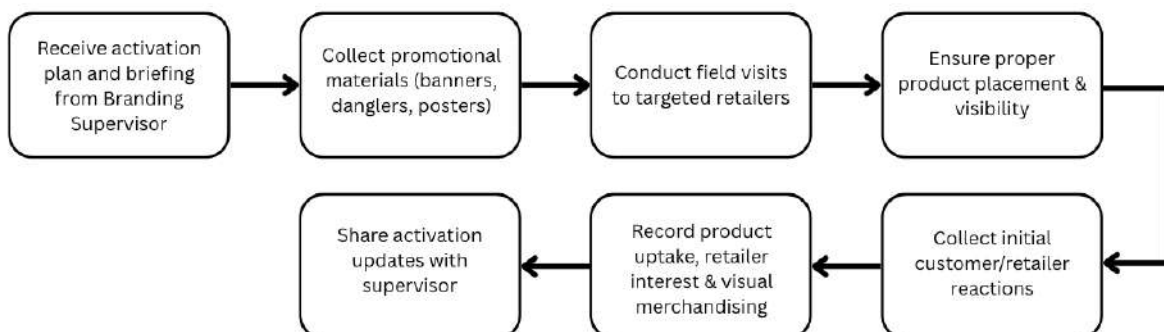 Receive activation
plan and briefing
from Branding
Supervisor
Collect promotional
materials (banners,
danglers, posters)
Conduct field visits
to targeted retailers
Ensure proper
product placement &
visibility
Collect initial
customer/retailer
reactions
Record product
uptake, retailer
interest & visual
merchandising
Share activation
updates with
supervisor